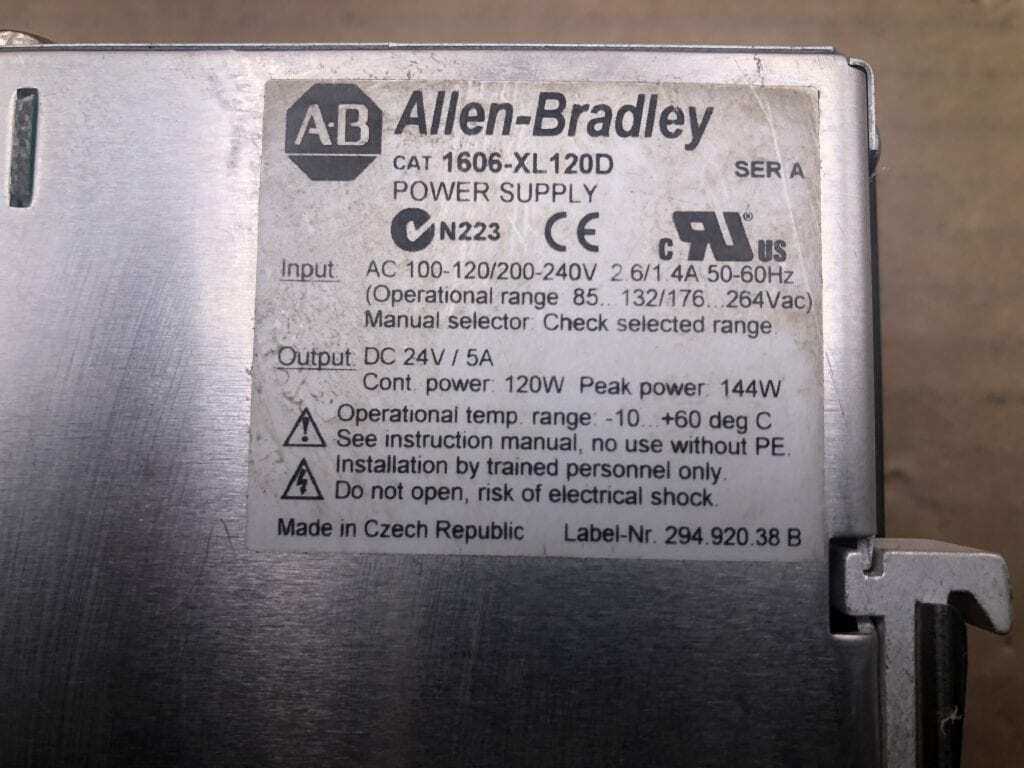 A-B Allen-Bradley
CAT 1606-XL120D SER A
POWER SUPPLY
N223 CE c RU® US
Input: AC 100-120/200-240V 2.6/1.4A 50-60Hz
(Operational range: 85...132/176...264Vac)
Manual selector: Check selected range
Output: DC 24V / 5A
Cont. power: 120W Peak power: 144W
Operational temp. range: -10...+60 deg C
See instruction manual, no use without PE.
Installation by trained personnel only.
Do not open, risk of electrical shock.
Made in Czech Republic Label-Nr. 294.920.38 B